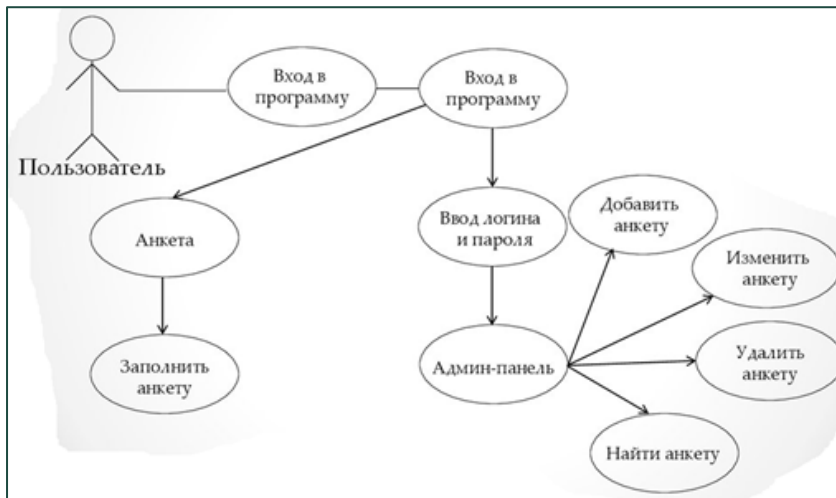 Вход в
программу
Вход в
программу
Пользователь
Анкета
Ввод логина
и пароля
Добавить
анкету
Изменить
анкету
Заполнить
анкету
Админ-панель
Удалить
анкету
Найти анкету